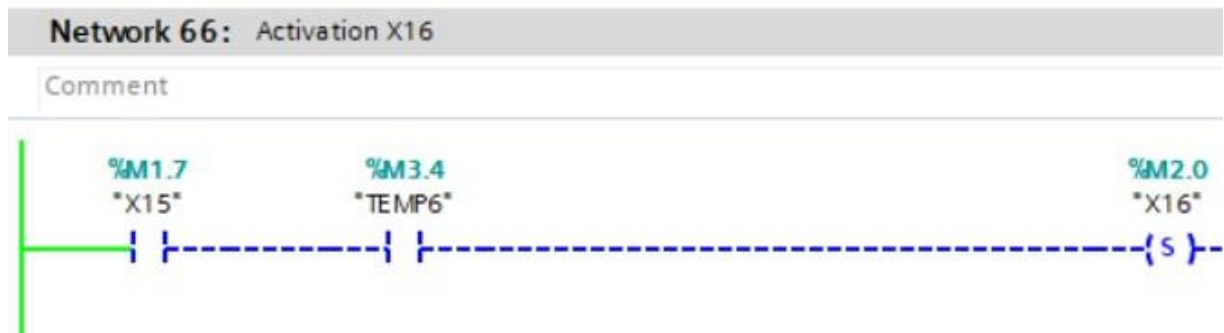 Network 66: Activation X16
Comment
%M1.7 %M3.4 %M2.0
"X15" "TEMP6" "X16"
S